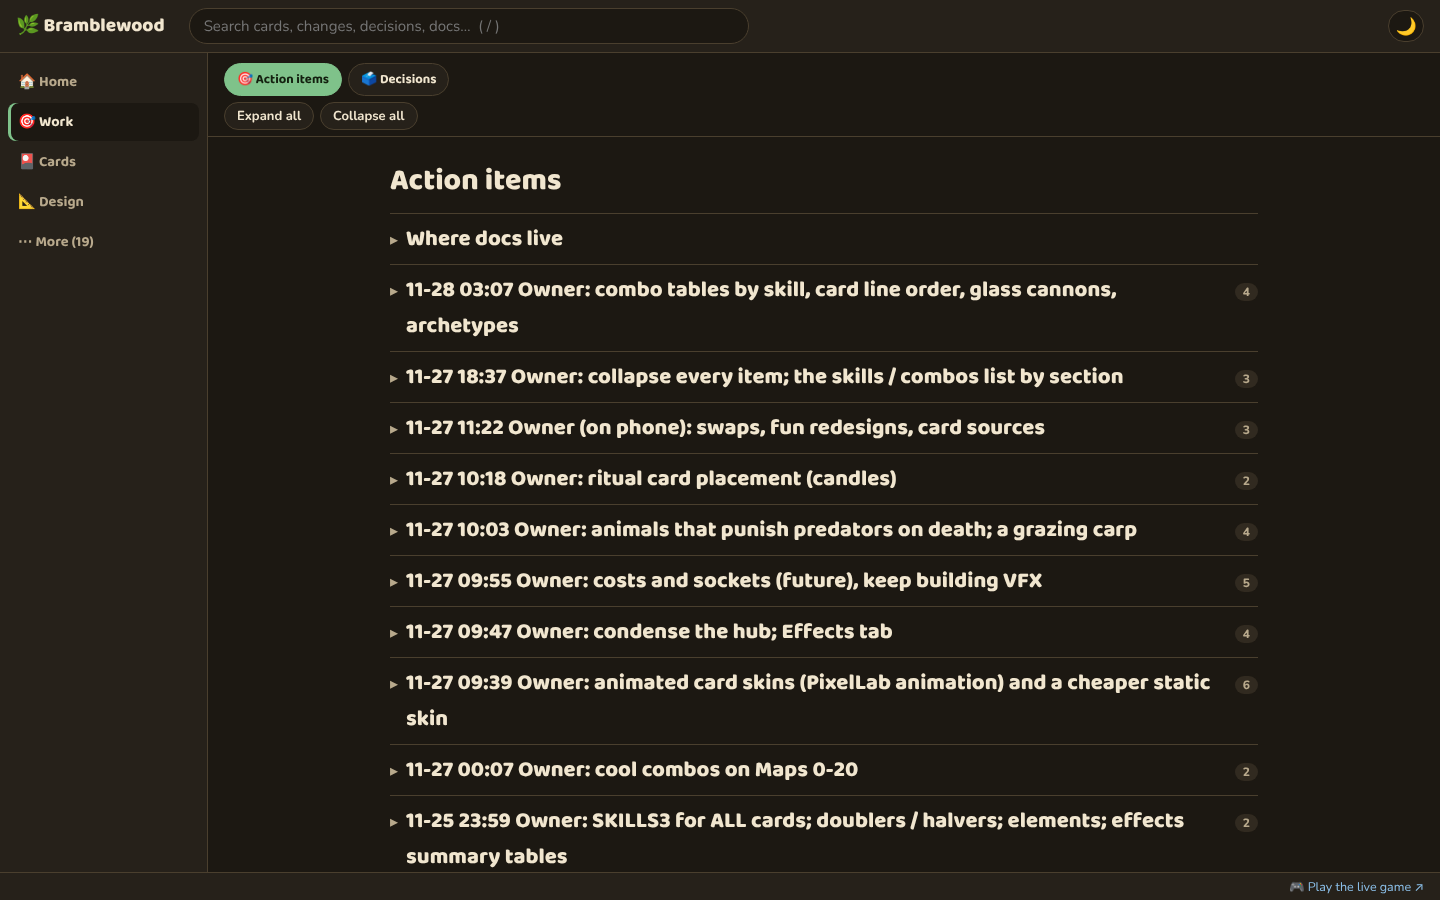 Bramblewood
Search cards, changes, decisions, docs... ( / )
Home
Work
Cards
Design
··· More (19)
Action items
Decisions
Expand all
Collapse all
Action items
Where docs live
11-28 03:07 Owner: combo tables by skill, card line order, glass cannons,
archetypes
4
11-27 18:37 Owner: collapse every item; the skills / combos list by section
3
11-27 11:22 Owner (on phone): swaps, fun redesigns, card sources
3
11-27 10:18 Owner: ritual card placement (candles)
2
11-27 10:03 Owner: animals that punish predators on death; a grazing carp
4
11-27 09:55 Owner: costs and sockets (future), keep building VFX
5
11-27 09:47 Owner: condense the hub; Effects tab
4
11-27 09:39 Owner: animated card skins (PixelLab animation) and a cheaper static
skin
6
11-27 00:07 Owner: cool combos on Maps 0-20
2
11-25 23:59 Owner: SKILLS3 for ALL cards; doublers / halvers; elements; effects
summary tables
2
Play the live game ↗